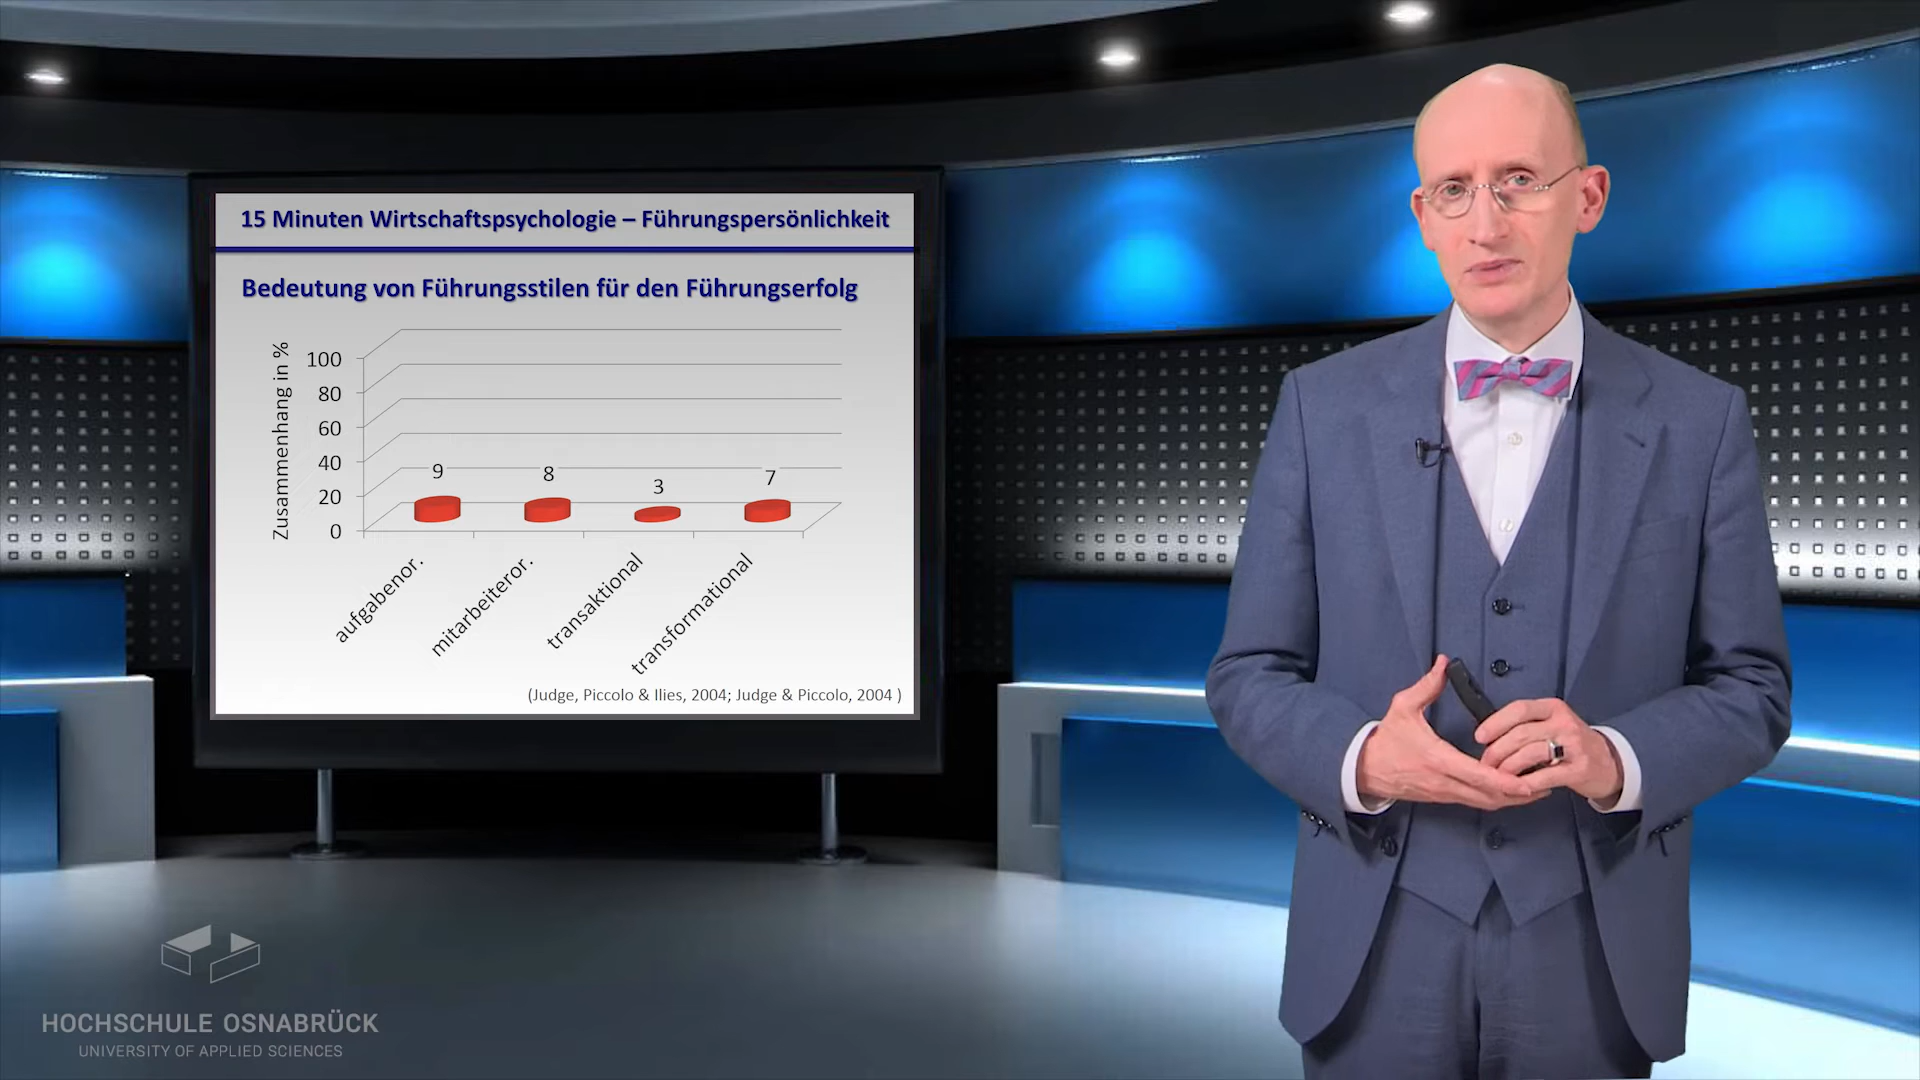 15 Minuten Wirtschaftspsychologie – Führungspersönlichkeit
Bedeutung von Führungsstilen für den Führungserfolg
Zusammenhang in %
100
80
60
40
20
0
9
8
3
7
aufgabenor.
mitarbeiteror.
transaktional
transformational
(Judge, Piccolo & Ilies, 2004; Judge & Piccolo, 2004 )
HOCHSCHULE OSNABRÜCK
UNIVERSITY OF APPLIED SCIENCES